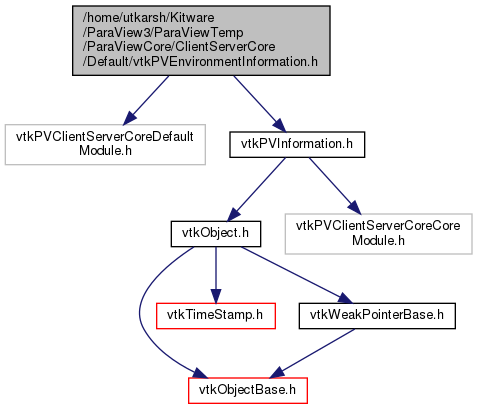 /home/utkarsh/Kitware
/ParaView3/ParaViewTemp
/ParaViewCore/ClientServerCore
/Default/vtkPVEnvironmentInformation.h
vtkPVClientServerCoreDefault
Module.h
vtkPVInformation.h
vtkObject.h
vtkPVClientServerCoreCore
Module.h
vtkTimeStamp.h
vtkWeakPointerBase.h
vtkObjectBase.h